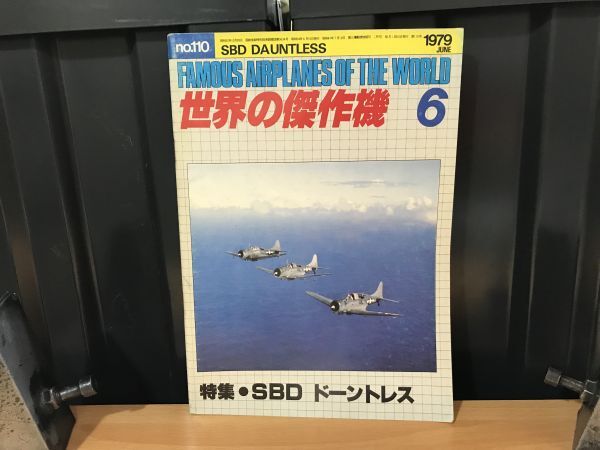 no.110
SBD DAUNTLESS
1979
JUNE
FAMOUS AIRPLANES OF THE WORLD
世界の傑作機 6
特集●SBD ドーントレス